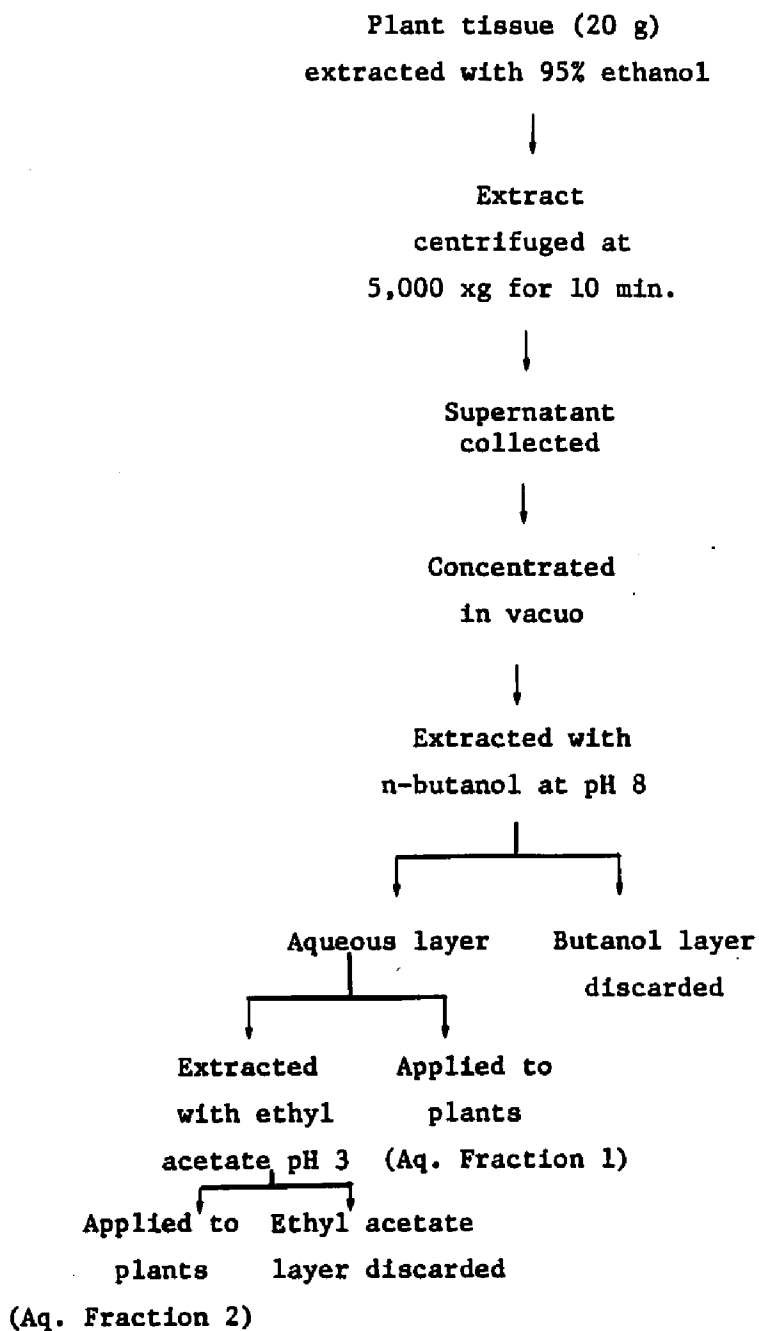 Plant tissue (20 g)
extracted with 95% ethanol
Extract
centrifuged at
5,000 xg for 10 min.
Supernatant
collected
Concentrated
in vacuo
Extracted with
n-butanol at pH 8
Aqueous layer
Butanol layer
discarded
Extracted
with ethyl
acetate pH 3
Applied to
plants
(Aq. Fraction 1)
Applied to
plants
(Aq. Fraction 2)
Ethyl acetate
layer discarded